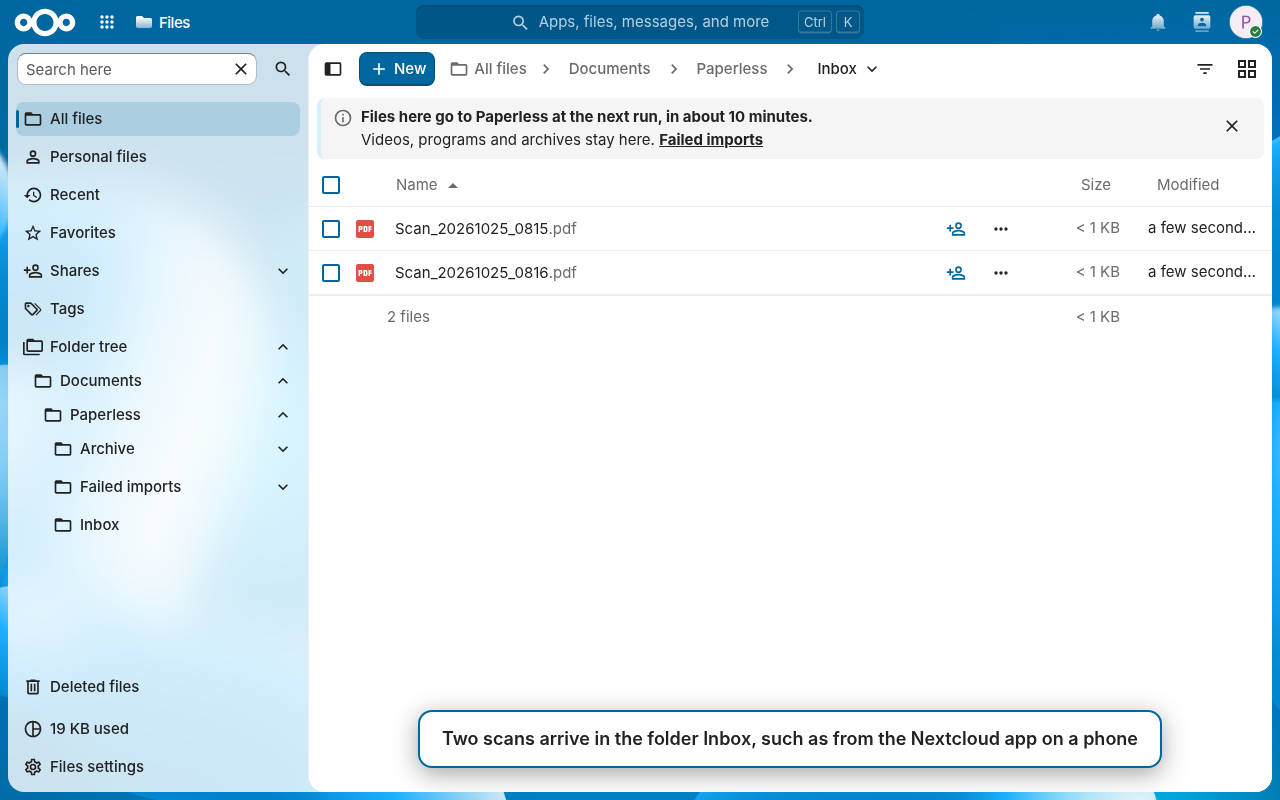 Files
Apps, files, messages, and more
Ctrl
K
P
Search here
All files
Personal files
Recent
Favorites
Shares
Tags
Folder tree
Documents
Paperless
Archive
Failed imports
Inbox
Deleted files
19 KB used
Files settings
New
All files
Documents
Paperless
Inbox
Files here go to Paperless at the next run, in about 10 minutes.
Videos, programs and archives stay here. Failed imports
Name
Size
Modified
PDF
Scan_20261025_0815.pdf
< 1 KB
a few second...
PDF
Scan_20261025_0816.pdf
< 1 KB
a few second...
2 files
< 1 KB
Two scans arrive in the folder Inbox, such as from the Nextcloud app on a phone